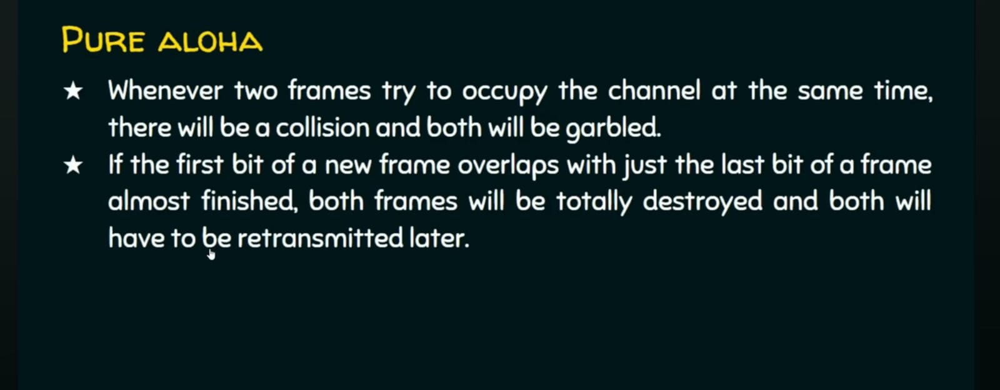 PURE ALOHA
★ Whenever two frames try to occupy the channel at the same time,
there will be a collision and both will be garbled.
★ If the first bit of a new frame overlaps with just the last bit of a frame
almost finished, both frames will be totally destroyed and both will
have to be retransmitted later.